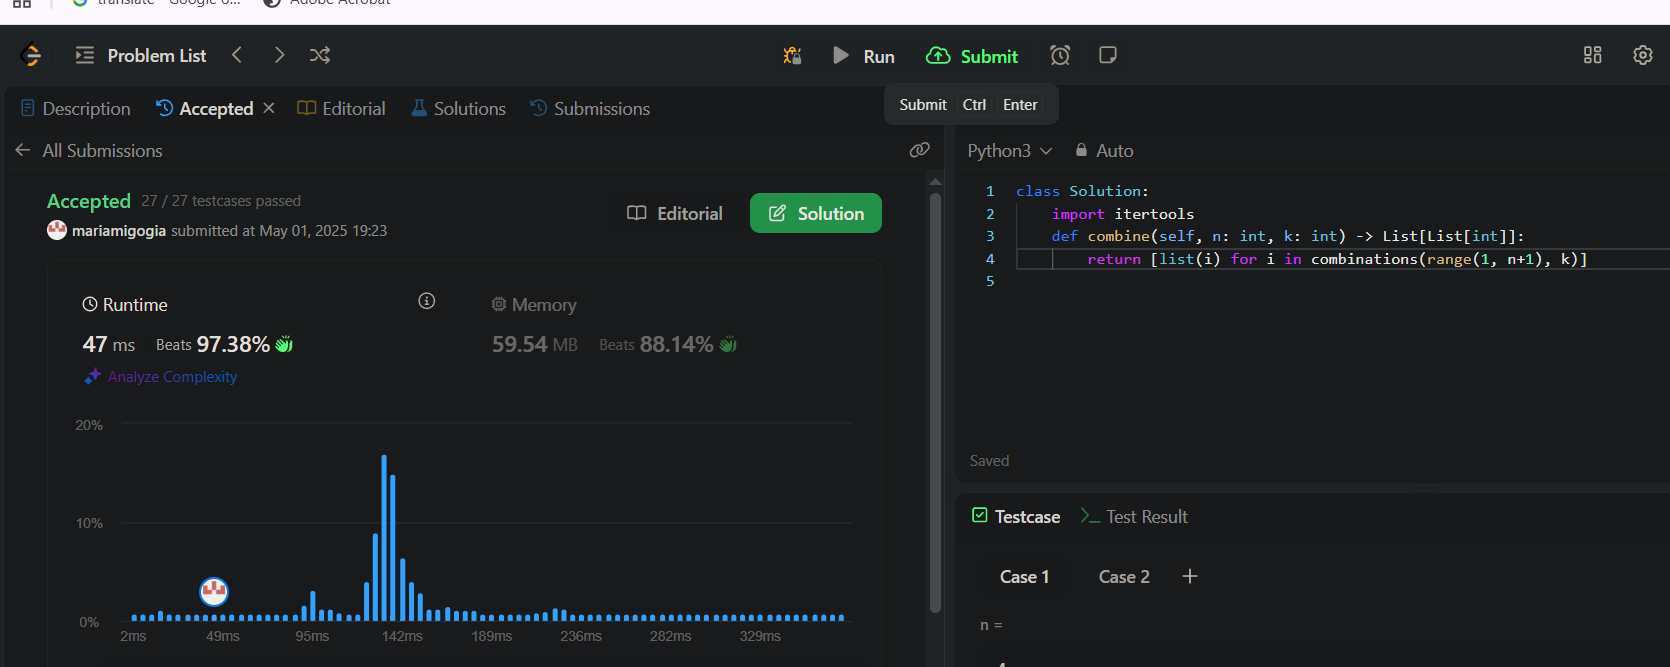 translate - Google ช...
Adobe Acrobat
Problem List
Run
Submit
Description
Accepted
Editorial
Solutions
Submissions
Submit Ctrl Enter
All Submissions
Python3
Auto
Accepted 27 / 27 testcases passed
mariamigogia submitted at May 01, 2025 19:23
Editorial
Solution
Runtime
47 ms Beats 97.38%
Analyze Complexity
Memory
59.54 MB Beats 88.14%
20%
10%
0%
2ms 49ms 95ms 142ms 189ms 236ms 282ms 329ms
1 class Solution:
2 import itertools
3 def combine(self, n: int, k: int) -> List[List[int]]:
4 return [list(i) for i in combinations(range(1, n+1), k)]
5
Saved
Testcase
Test Result
Case 1
Case 2
n =
4